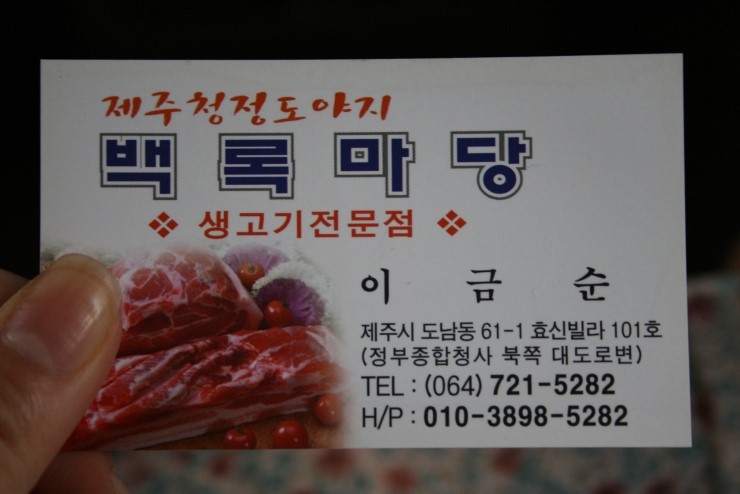 제주청정도야지
백록마당
❖ 생고기전문점 ❖
이 금 순
제주시 도남동 61-1 효신빌라 101호
(정부종합청사 북쪽 대도로변)
TEL : (064) 721-5282
H/P : 010-3898-5282